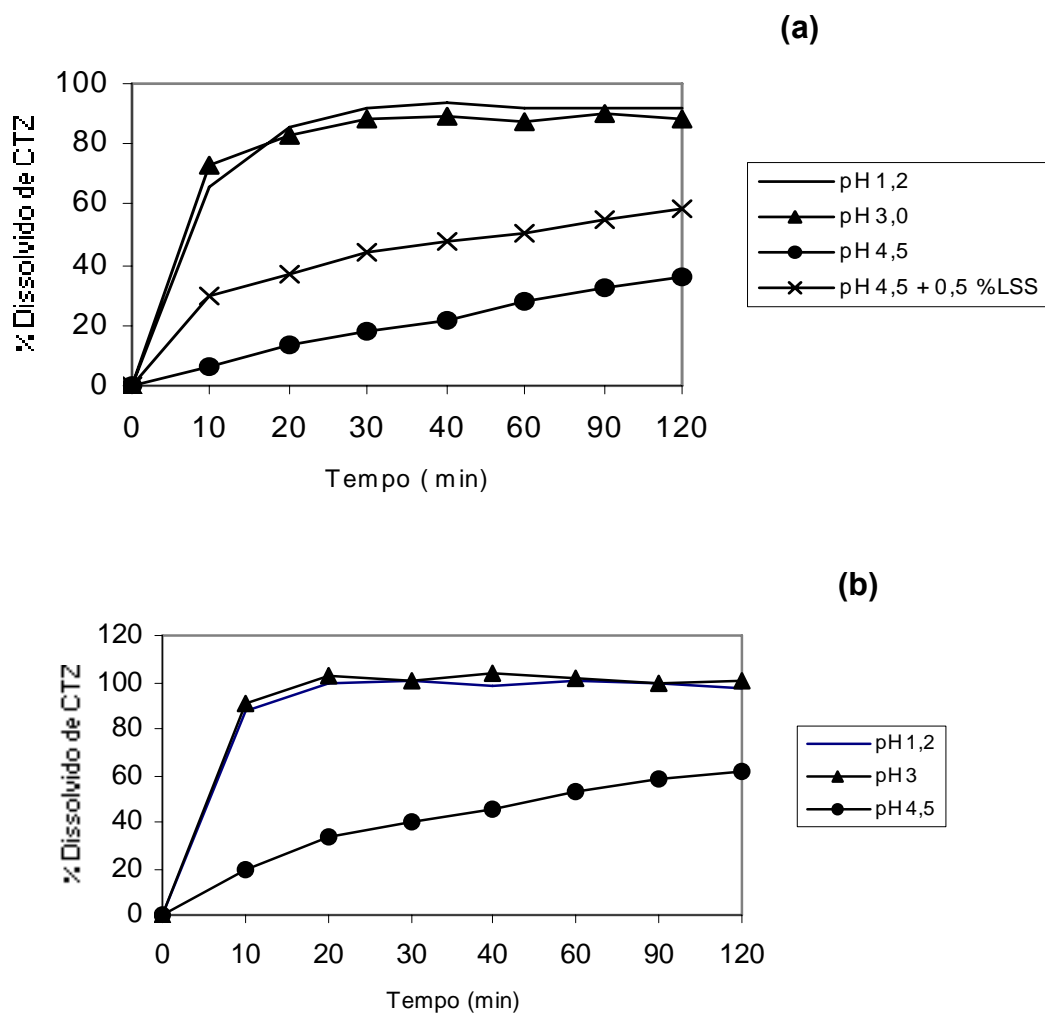 (a)
% Dissolvido de CTZ
100
80
60
40
20
0
0 10 20 30 40 60 90 120
Tempo ( min)
pH 1,2
pH 3,0
pH 4,5
pH 4,5 + 0,5 %LSS
(b)
% Dissolvido de CTZ
120
100
80
60
40
20
0
0 10 20 30 40 60 90 120
Tempo (min)
pH 1,2
pH 3
pH 4,5